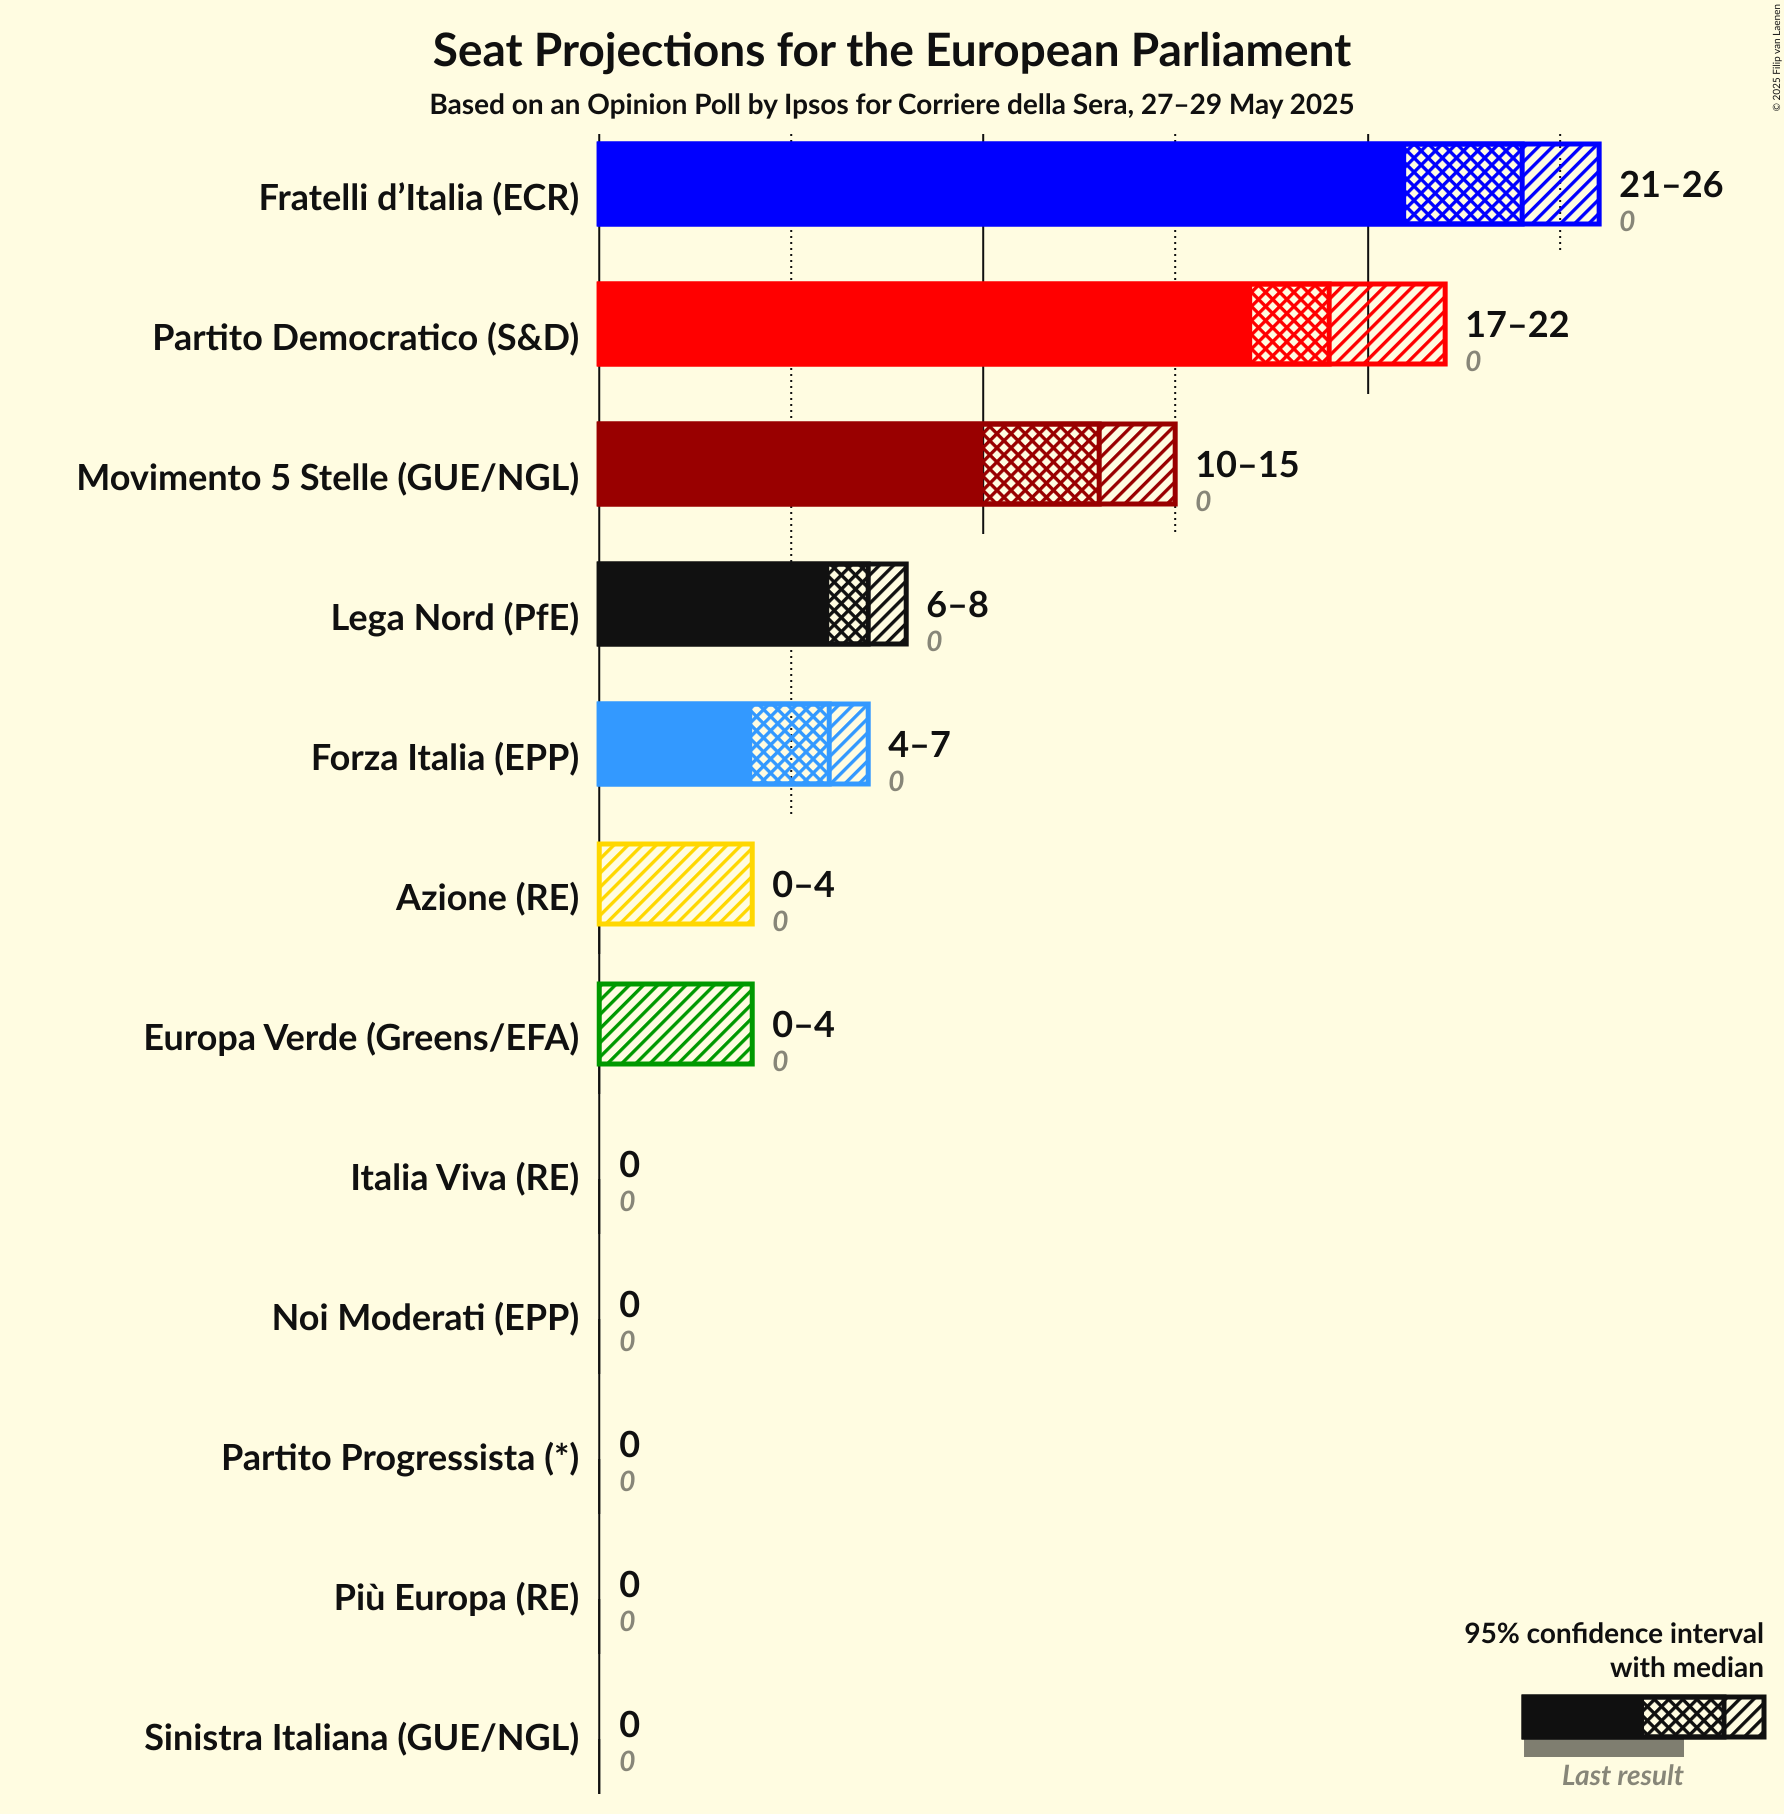 Seat Projections for the European Parliament
Based on an Opinion Poll by Ipsos for Corriere della Sera, 27–29 May 2025
© 2025 Filip van Laenen
Fratelli d’Italia (ECR)
21–26
0
Partito Democratico (S&D)
17–22
0
Movimento 5 Stelle (GUE/NGL)
10–15
0
Lega Nord (PfE)
6–8
0
Forza Italia (EPP)
4–7
0
Azione (RE)
0–4
0
Europa Verde (Greens/EFA)
0–4
0
Italia Viva (RE)
0
0
Noi Moderati (EPP)
0
0
Partito Progressista (*)
0
0
Più Europa (RE)
0
0
Sinistra Italiana (GUE/NGL)
0
0
95% confidence interval
with median
Last result